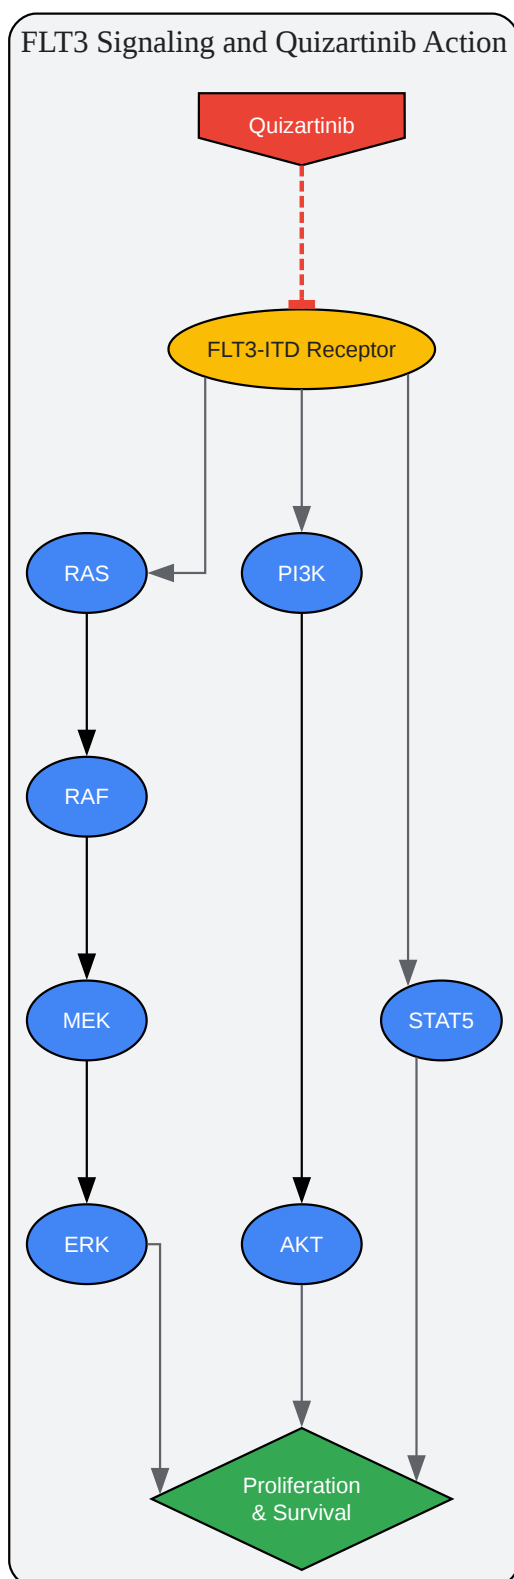 FLT3 Signaling and Quizartinib Action
Quizartinib
FLT3-ITD Receptor
RAS
PI3K
RAF
MEK
STAT5
ERK
AKT
Proliferation
& Survival